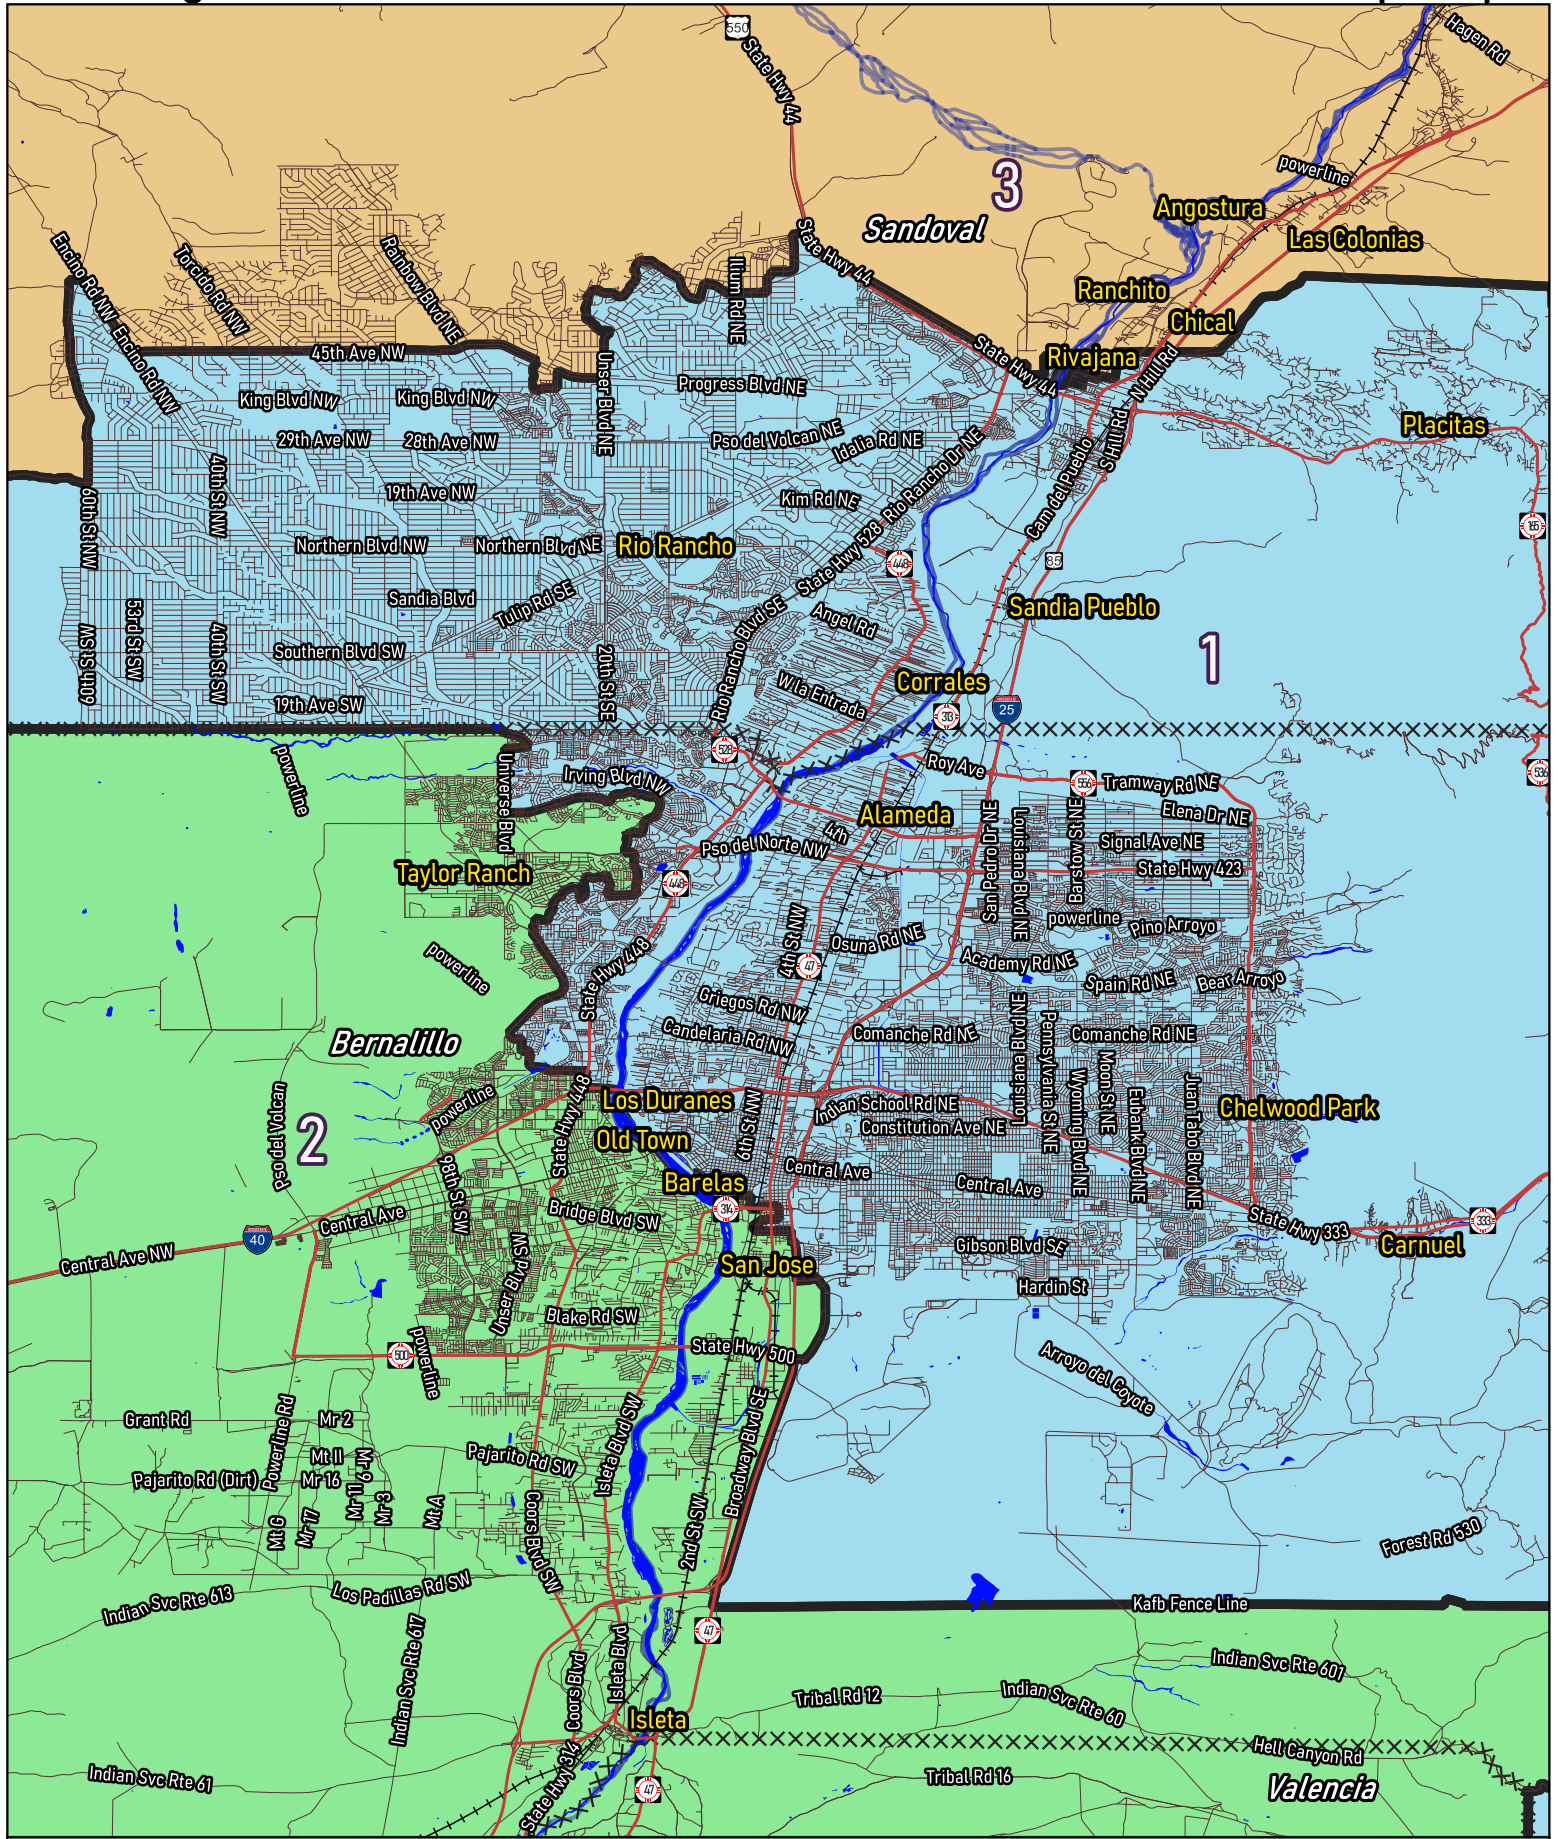 550
State Hwy 44
Hagen Rd
powerline
3
Angostura
Sandoval
Las Colonias
State Hwy 44
Encino Rd NW
Torcido Rd NW
Rainbow Blvd NE
Ilium Rd NE
Ranchito
Chical
Encino Rd NW
45th Ave NW
Unser Blvd NE
State Hwy 44
Rivajana
N Hill Rd
King Blvd NW
King Blvd NW
Progress Blvd NE
Placitas
29th Ave NW
28th Ave NW
Pso del Volcan NE
Idalia Rd NE
S Hill Rd
Cam del Pueblo
40th St NW
19th Ave NW
Kim Rd NE
Rio Rancho Dr NE
60th St NW
Northern Blvd NW
Northern Blvd NE
Rio Rancho
State Hwy 528
448
85
165
53rd St SW
Sandia Blvd
Tulip Rd SE
Angel Rd
Sandia Pueblo
60th St SW
40th St SW
Southern Blvd SW
20th St SE
Rio Rancho Blvd SE
1
19th Ave SW
W la Entrada
Corrales
313
25
powerline
Universe Blvd
Irving Blvd NW
528
Roy Ave
556
Tramway Rd NE
536
Alameda
Elena Dr NE
Taylor Ranch
Pso del Norte NW
4th
San Pedro Dr NE
Louisiana Blvd NE
Barstow St NE
Signal Ave NE
State Hwy 423
448
powerline
Pino Arroyo
powerline
State Hwy 448
4th St NW
47
Osuna Rd NE
Academy Rd NE
Spain Rd NE
Bear Arroyo
Bernalillo
Griegos Rd NW
Candelaria Rd NW
Comanche Rd NE
Louisiana Blvd NE
Pennsylvania St NE
Comanche Rd NE
Wyoming Blvd NE
Moon St NE
Eubank Blvd NE
Juan Tabo Blvd NE
Pso del Volcan
powerline
State Hwy 448
Los Duranes
6th St NW
Indian School Rd NE
Chelwood Park
2
Constitution Ave NE
Old Town
98th St SW
Barelas
Central Ave
Central Ave
Central Ave
Bridge Blvd SW
314
State Hwy 333
333
40
Central Ave NW
Unser Blvd SW
San Jose
Gibson Blvd SE
Carnuel
Hardin St
Blake Rd SW
500
powerline
State Hwy 500
Arroyo del Coyote
Grant Rd
Mr 2
Powerline Rd
Isleta Blvd SW
Broadway Blvd SE
Mt II
Mr 9
Pajarito Rd SW
Pajarito Rd (Dirt)
Mr 16
Mr 11
Mr 3
Mt A
Mt G
Mr 17
Coors Blvd SW
2nd St SW
Forest Rd 530
Indian Svc Rte 613
Los Padillas Rd SW
Kafb Fence Line
47
Indian Svc Rte 617
Coors Blvd
Isleta Blvd
Indian Svc Rte 601
Tribal Rd 12
Indian Svc Rte 60
Isleta
Hell Canyon Rd
State Hwy 314
Indian Svc Rte 61
47
Tribal Rd 16
Valencia